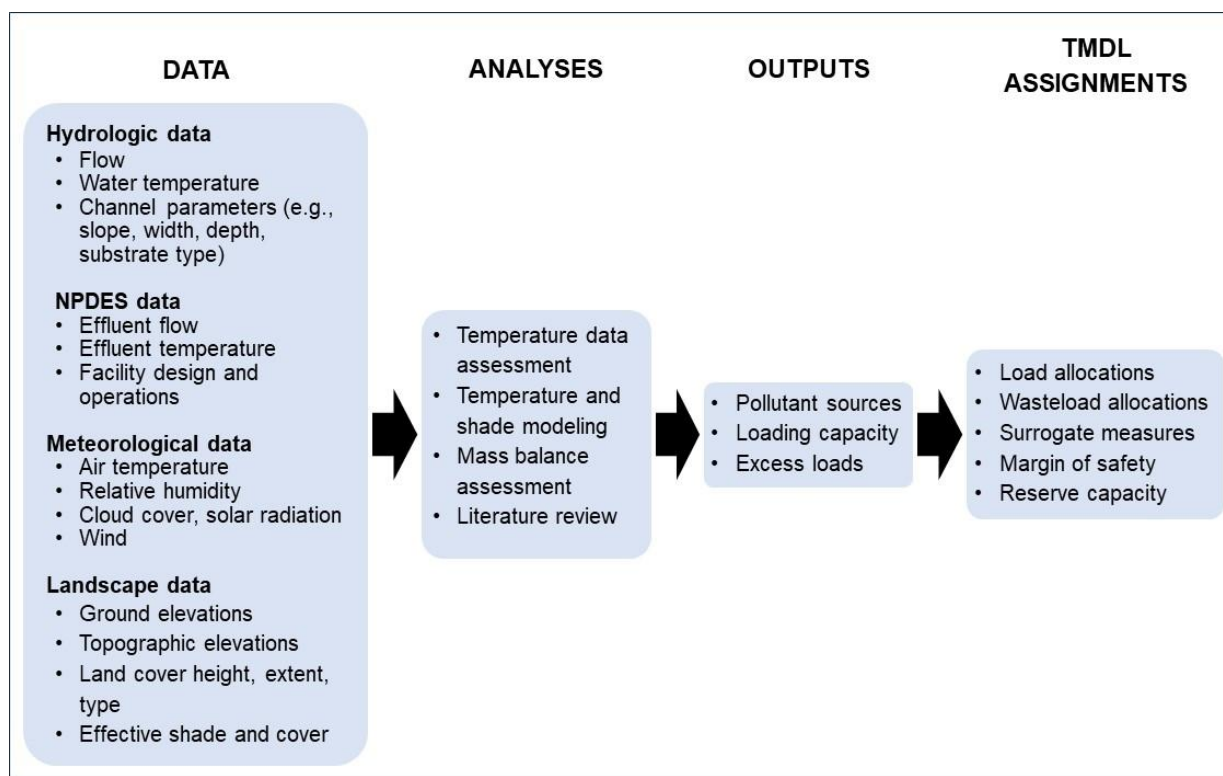 DATA
Hydrologic data
• Flow
• Water temperature
• Channel parameters (e.g.,
slope, width, depth,
substrate type)
NPDES data
• Effluent flow
• Effluent temperature
• Facility design and
operations
Meteorological data
• Air temperature
• Relative humidity
• Cloud cover, solar radiation
• Wind
Landscape data
• Ground elevations
• Topographic elevations
• Land cover height, extent,
type
• Effective shade and cover
ANALYSES
• Temperature data
assessment
• Temperature and
shade modeling
• Mass balance
assessment
• Literature review
OUTPUTS
• Pollutant sources
• Loading capacity
• Excess loads
TMDL
ASSIGNMENTS
• Load allocations
• Wasteload allocations
• Surrogate measures
• Margin of safety
• Reserve capacity